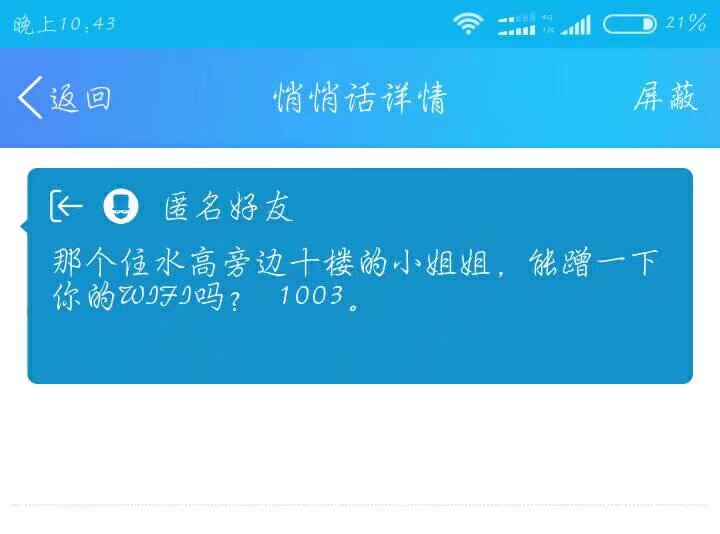 晚上10:43 4G 1X 21%
返回 悄悄话详情 屏蔽
匿名好友
那个住水高旁边十楼的小姐姐，能蹭一下
你的WIFI吗？ 1003。